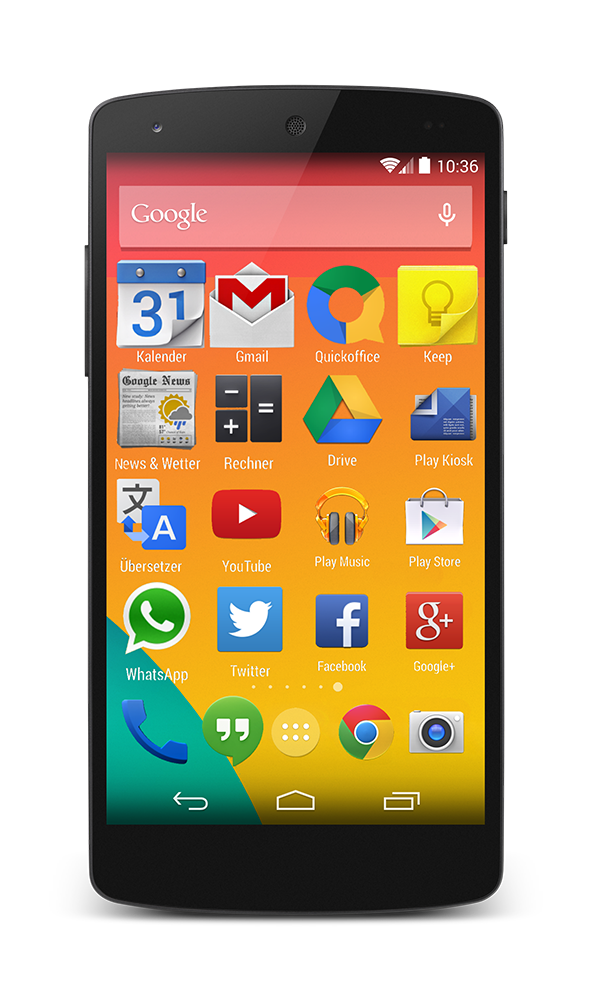 10:36
Google
31
Kalender Gmail Quickoffice Keep
Google News
News & Wetter Rechner Drive Play Kiosk
文 A
Übersetzer YouTube Play Music Play Store
f g+
WhatsApp Twitter Facebook Google+